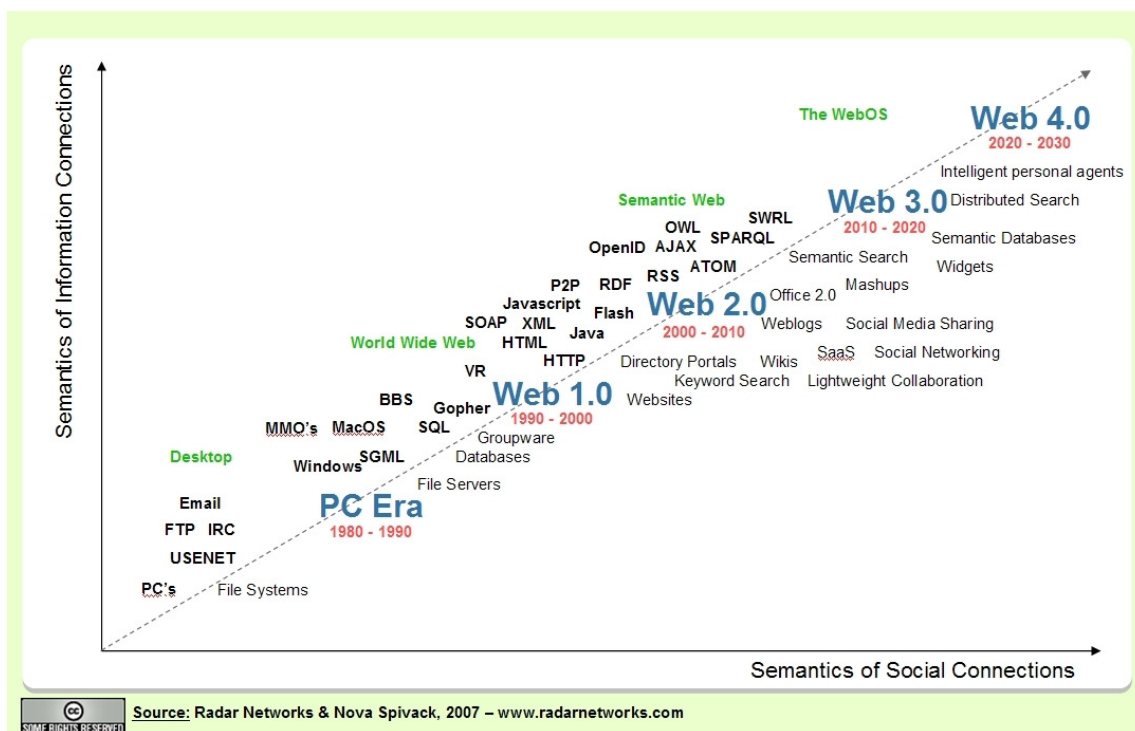 Semantics of Information Connections
The WebOS
Web 4.0
2020 - 2030
Intelligent personal agents
Semantic Web
SWRL
Web 3.0
Distributed Search
2010 - 2020
OWL
SPARQL
Semantic Databases
OpenID
AJAX
Semantic Search
ATOM
Widgets
P2P
RDF
RSS
Mashups
Javascript
Web 2.0
Office 2.0
Flash
SOAP
XML
2000 - 2010
Weblogs
Social Media Sharing
World Wide Web
HTML
Java
HTTP
Directory Portals
Wikis
SaaS
Social Networking
VR
Keyword Search
Lightweight Collaboration
Web 1.0
1990 - 2000
Websites
BBS
Gopher
MMO's
MacOS
SQL
Groupware
Desktop
Windows
SGML
Databases
File Servers
Email
PC Era
1980 - 1990
FTP
IRC
USENET
PC's
File Systems
Semantics of Social Connections
cc
SOME RIGHTS RESERVED
Source: Radar Networks & Nova Spivack, 2007 – www.radarnetworks.com